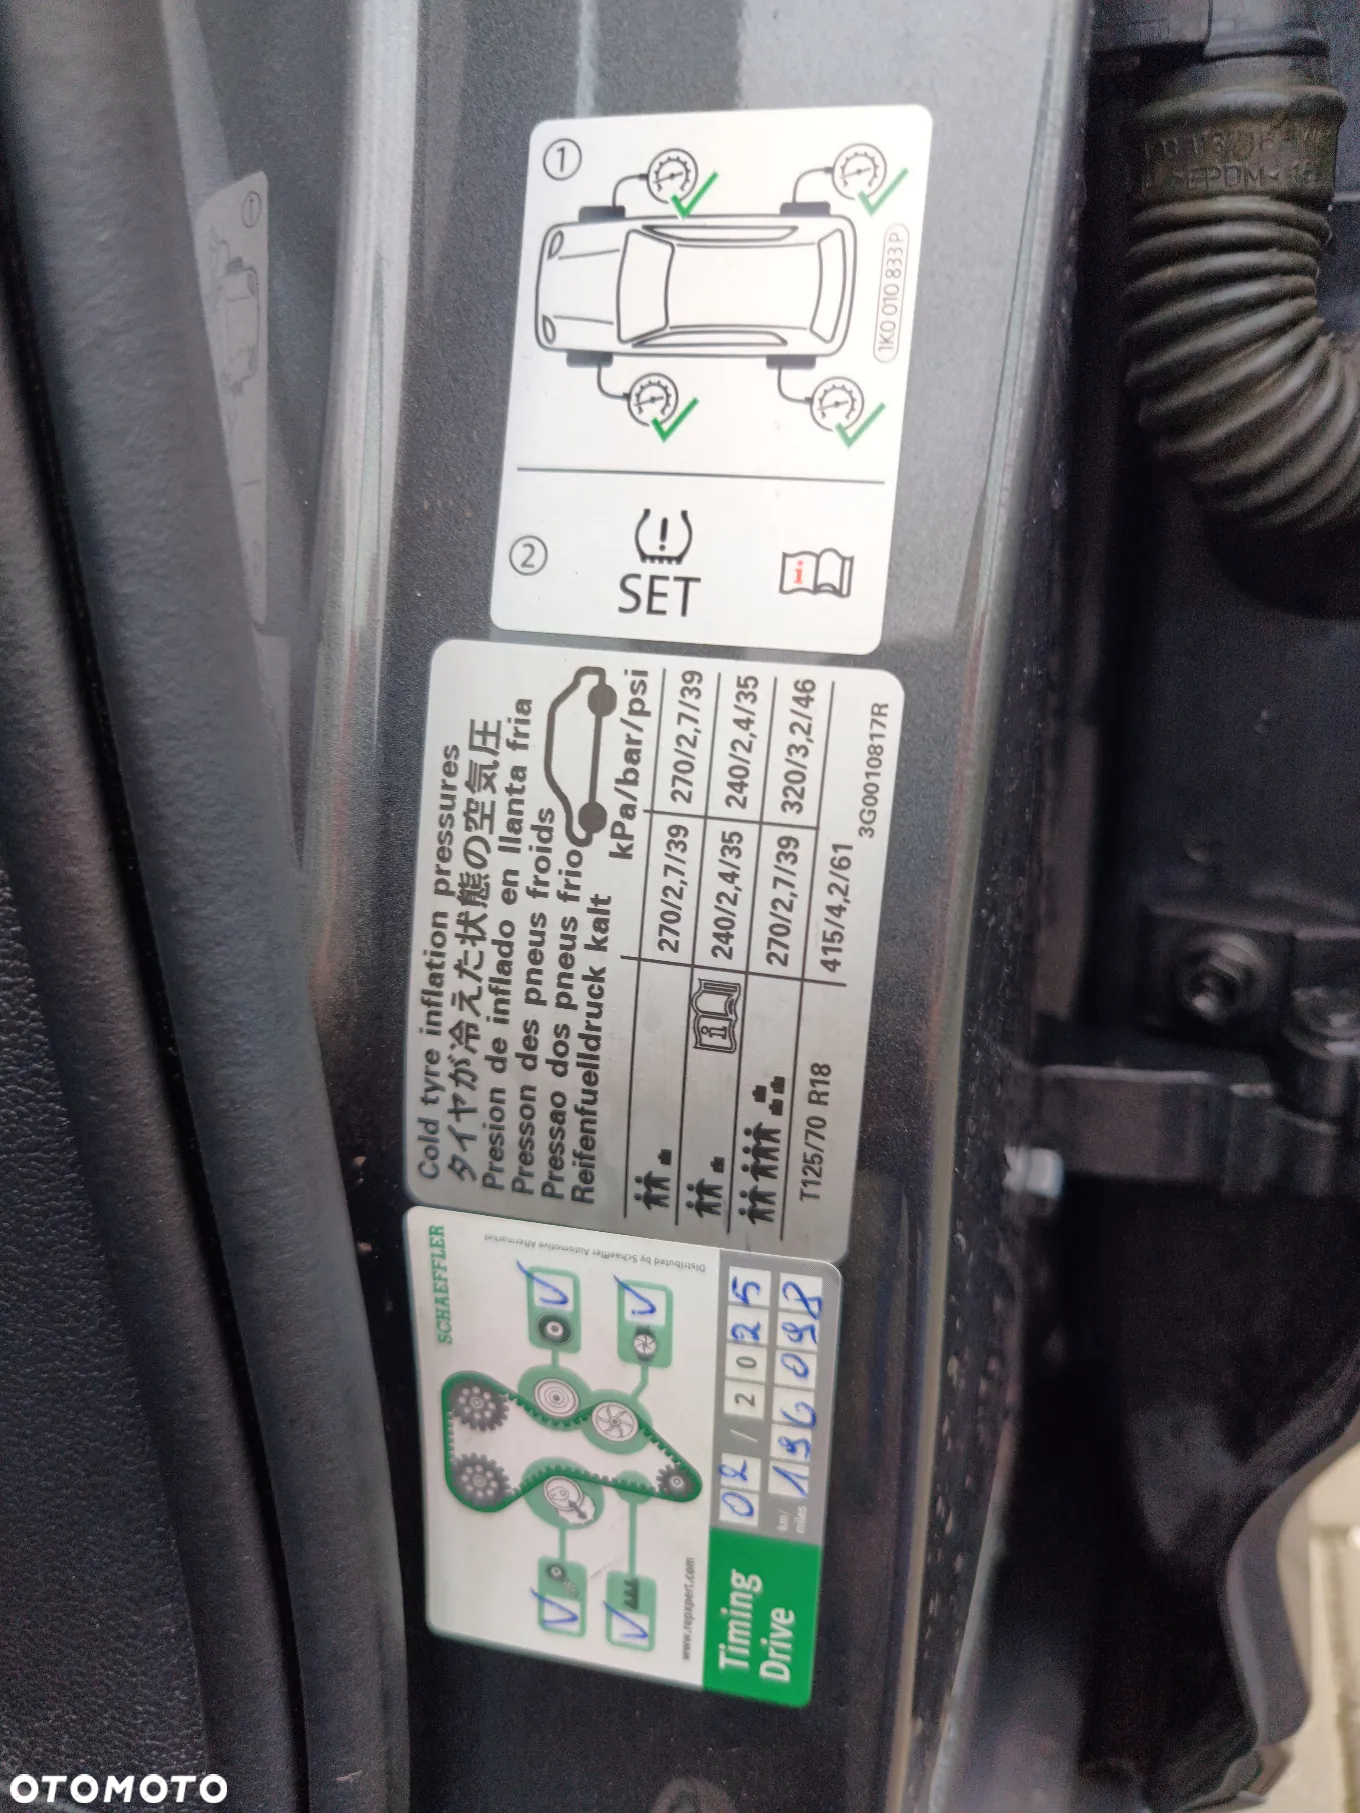 ①
1K0 010 833 P
②
SET
Cold tyre inflation pressures
タイヤが冷えた状態の空気圧
Presion de inflado en llanta fria
Presson des pneus froids
Pressao dos pneus frio
Reifenfuelldruck kalt
kPa/bar/psi
270/2,7/39 270/2,7/39
240/2,4/35 240/2,4/35
270/2,7/39 320/3,2/46
T125/70 R18 415/4,2/61
3G0010817R
SCHAEFFLER
Distributed by Schaeffler Automotive Aftermarket
www.repxpert.com
Timing
Drive
02/2025
km/
miles
196098
EPDM
OTOMOTO